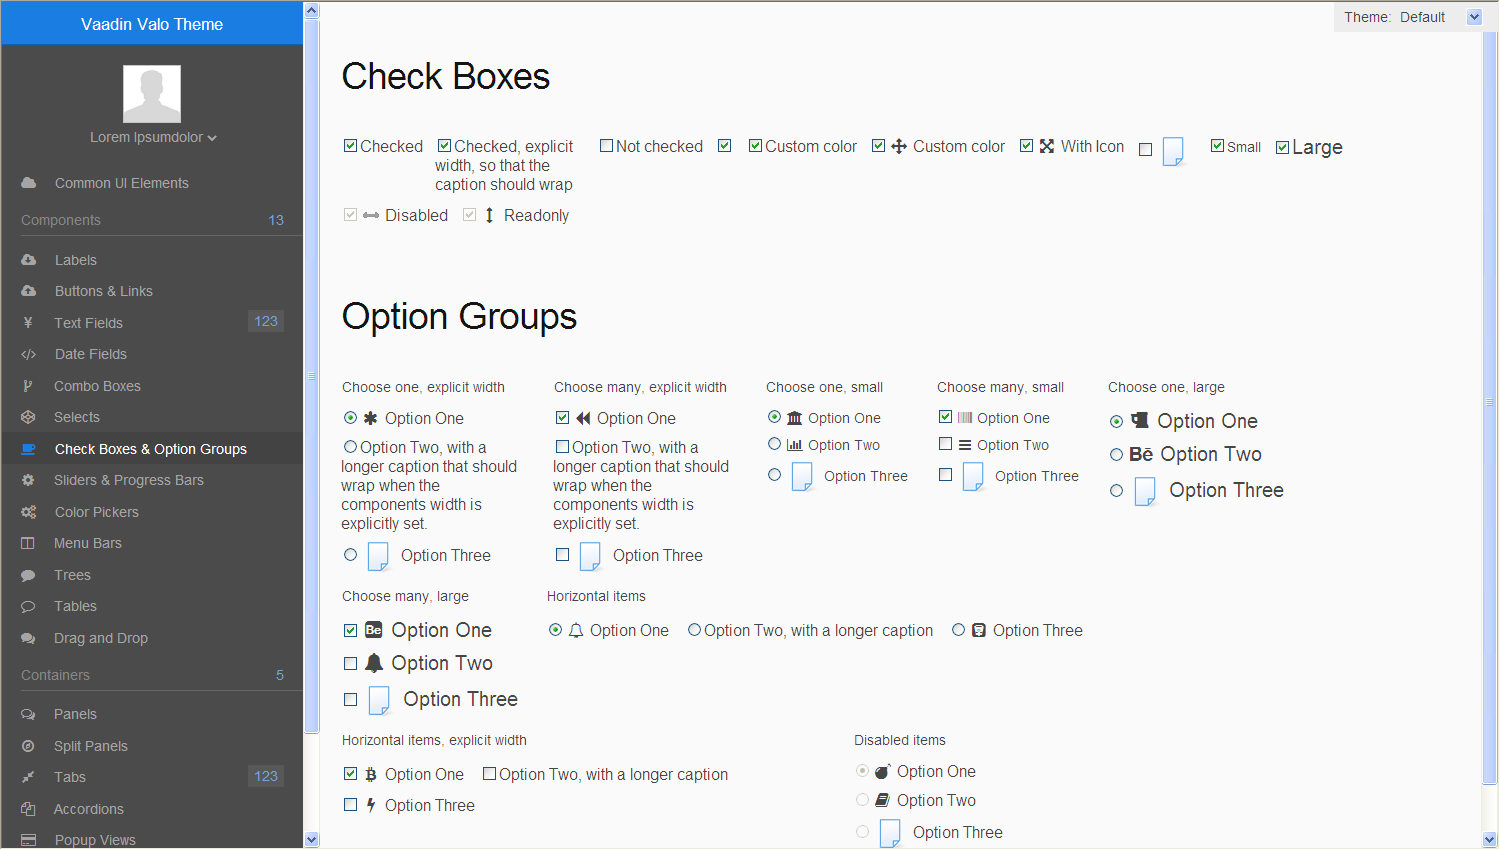 Vaadin Valo Theme
Lorem Ipsumdolor
Common UI Elements
Components 13
Labels
Buttons & Links
Text Fields 123
Date Fields
Combo Boxes
Selects
Check Boxes & Option Groups
Sliders & Progress Bars
Color Pickers
Menu Bars
Trees
Tables
Drag and Drop
Containers 5
Panels
Split Panels
Tabs 123
Accordions
Popup Views
Theme: Default
Check Boxes
Checked
Checked, explicit
width, so that the
caption should wrap
Not checked
Custom color
Custom color
With Icon
Small
Large
Disabled
Readonly
Option Groups
Choose one, explicit width
Option One
Option Two, with a
longer caption that should
wrap when the
components width is
explicitly set.
Option Three
Choose many, explicit width
Option One
Option Two, with a
longer caption that should
wrap when the
components width is
explicitly set.
Option Three
Choose one, small
Option One
Option Two
Option Three
Choose many, small
Option One
Option Two
Option Three
Choose one, large
Option One
Bē Option Two
Option Three
Choose many, large
Be Option One
Option Two
Option Three
Horizontal items
Option One
Option Two, with a longer caption
Option Three
Horizontal items, explicit width
Option One
Option Two, with a longer caption
Option Three
Disabled items
Option One
Option Two
Option Three